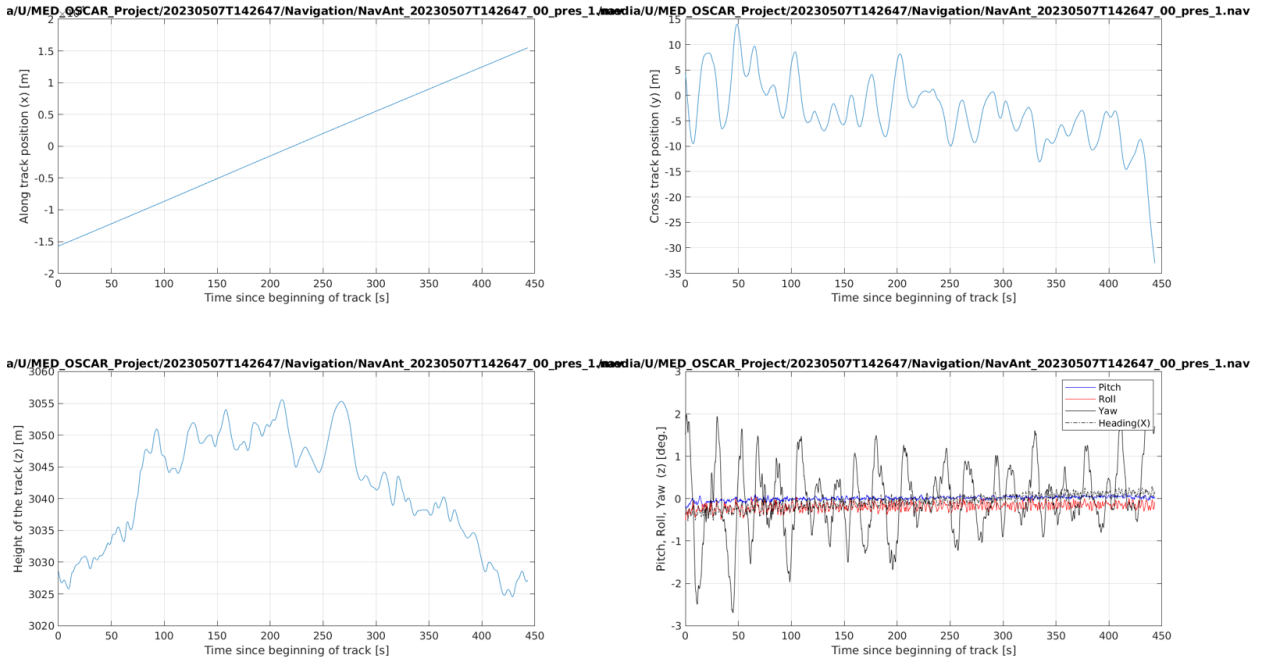 a/U/MED_OSCAR_Project/20230507T142647/Navigation/NavAnt_20230507T142647_00_pres_1.nav
2
1.5
1
0.5
0
-0.5
-1
-1.5
-2
Along track position (x) [m]
0 50 100 150 200 250 300 350 400 450
Time since beginning of track [s]
/media/U/MED_OSCAR_Project/20230507T142647/Navigation/NavAnt_20230507T142647_00_pres_1.nav
15
10
5
0
-5
-10
-15
-20
-25
-30
-35
Cross track position (y) [m]
0 50 100 150 200 250 300 350 400 450
Time since beginning of track [s]
a/U/MED_OSCAR_Project/20230507T142647/Navigation/NavAnt_20230507T142647_00_pres_1.nav
3060
3055
3050
3045
3040
3035
3030
3025
3020
Height of the track (z) [m]
0 50 100 150 200 250 300 350 400 450
Time since beginning of track [s]
/media/U/MED_OSCAR_Project/20230507T142647/Navigation/NavAnt_20230507T142647_00_pres_1.nav
3
2
1
0
-1
-2
-3
Pitch, Roll, Yaw (z) [deg.]
Pitch
Roll
Yaw
Heading(X)
0 50 100 150 200 250 300 350 400 450
Time since beginning of track [s]